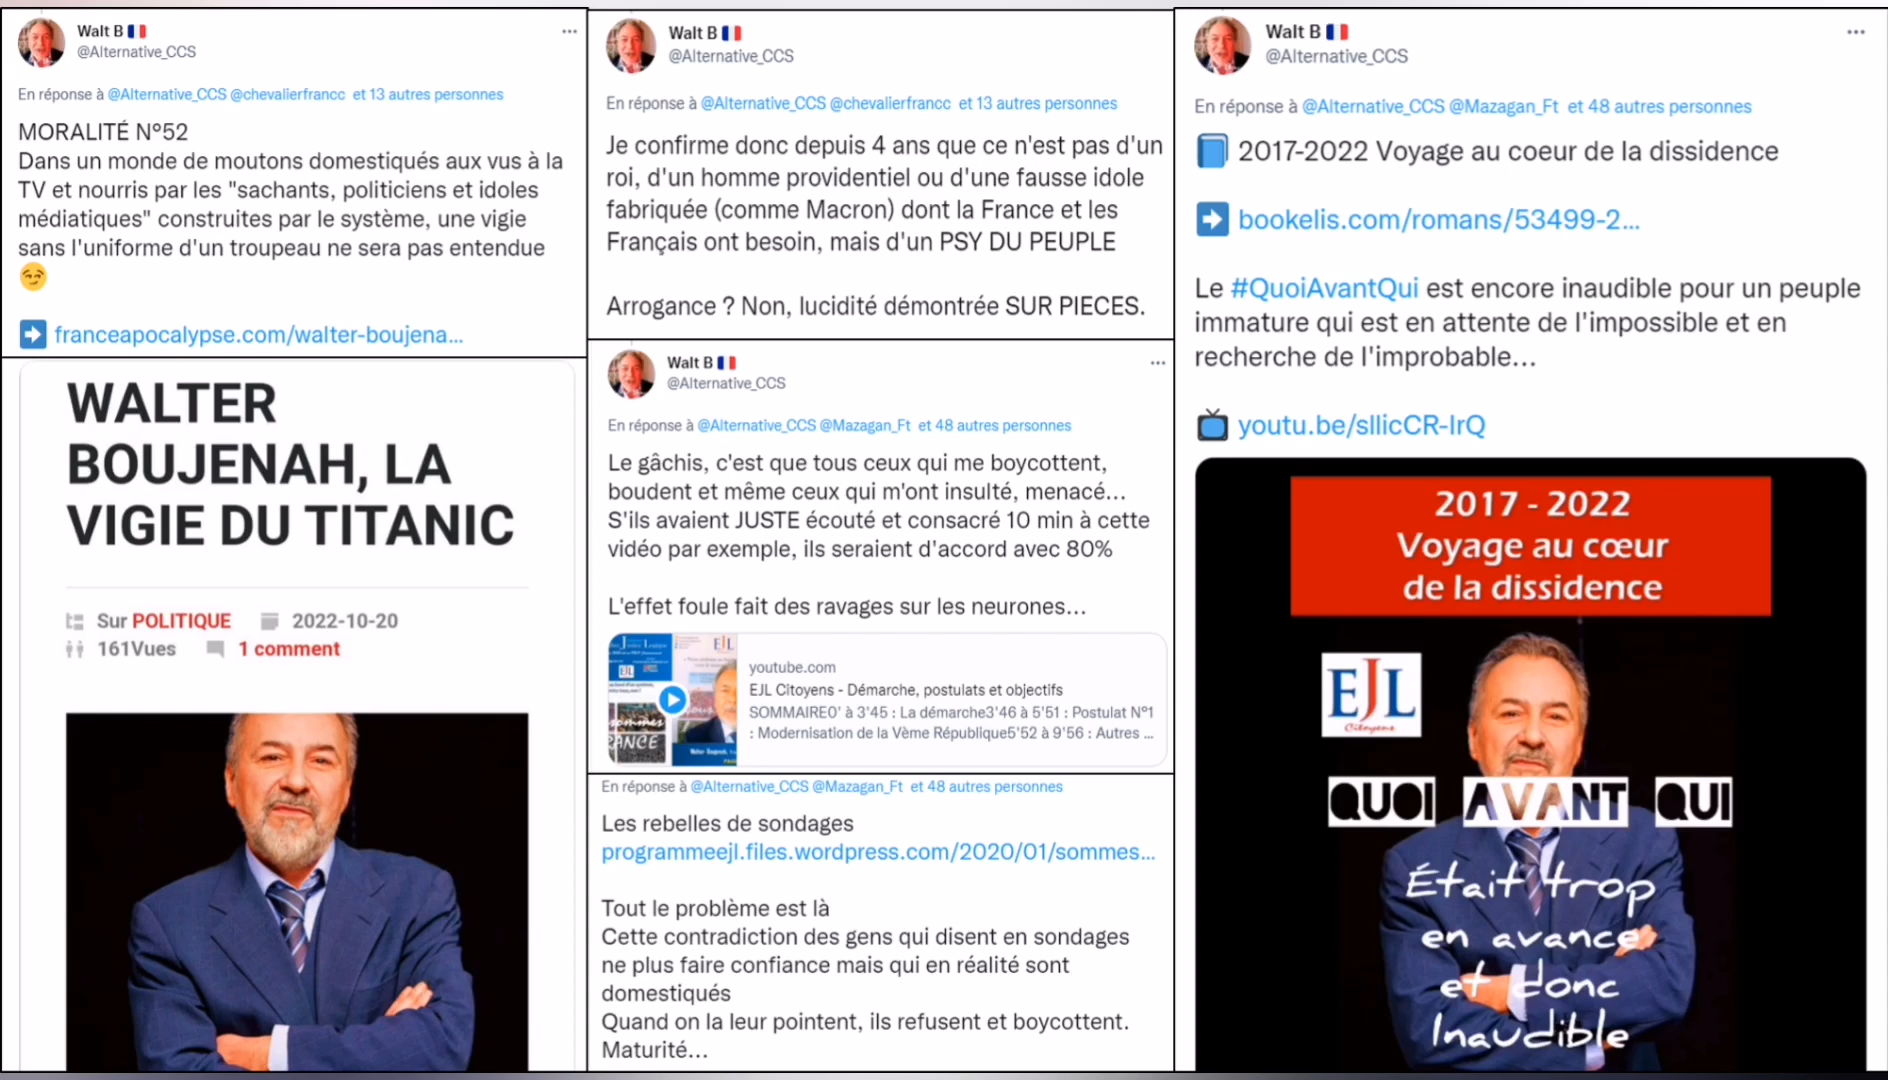 Walt B
@Alternative_CCS
En réponse à @Alternative_CCS @chevalierfrancc et 13 autres personnes
MORALITÉ N°52
Dans un monde de moutons domestiqués aux vus à la
TV et nourris par les "sachants, politiciens et idoles
médiatiques" construites par le système, une vigie
sans l'uniforme d'un troupeau ne sera pas entendue
franceapocalypse.com/walter-boujena...
WALTER
BOUJENAH, LA
VIGIE DU TITANIC
Sur POLITIQUE 2022-10-20
161Vues 1 comment
Walt B
@Alternative_CCS
En réponse à @Alternative_CCS @chevalierfrancc et 13 autres personnes
Je confirme donc depuis 4 ans que ce n'est pas d'un
roi, d'un homme providentiel ou d'une fausse idole
fabriquée (comme Macron) dont la France et les
Français ont besoin, mais d'un PSY DU PEUPLE
Arrogance ? Non, lucidité démontrée SUR PIECES.
Walt B
@Alternative_CCS
En réponse à @Alternative_CCS @Mazagan_Ft et 48 autres personnes
Le gâchis, c'est que tous ceux qui me boycottent,
boudent et même ceux qui m'ont insulté, menacé...
S'ils avaient JUSTE écouté et consacré 10 min à cette
vidéo par exemple, ils seraient d'accord avec 80%
L'effet foule fait des ravages sur les neurones...
EJL
EJL
ANCE
youtube.com
EJL Citoyens - Démarche, postulats et objectifs
SOMMAIRE0' à 3'45 : La démarche3'46 à 5'51 : Postulat N°1
: Modernisation de la Vème République5'52 à 9'56 : Autres ...
En réponse à @Alternative_CCS @Mazagan_Ft et 48 autres personnes
Les rebelles de sondages
programmeejl.files.wordpress.com/2020/01/sommes...
Tout le problème est là
Cette contradiction des gens qui disent en sondages
ne plus faire confiance mais qui en réalité sont
domestiqués
Quand on la leur pointent, ils refusent et boycottent.
Maturité...
Walt B
@Alternative_CCS
En réponse à @Alternative_CCS @Mazagan_Ft et 48 autres personnes
2017-2022 Voyage au coeur de la dissidence
bookelis.com/romans/53499-2...
Le #QuoiAvantQui est encore inaudible pour un peuple
immature qui est en attente de l'impossible et en
recherche de l'improbable...
youtu.be/sllicCR-IrQ
2017 - 2022
Voyage au cœur
de la dissidence
EJL
Citoyens
QUOI AVANT QUI
Était trop
en avance
et donc
Inaudible